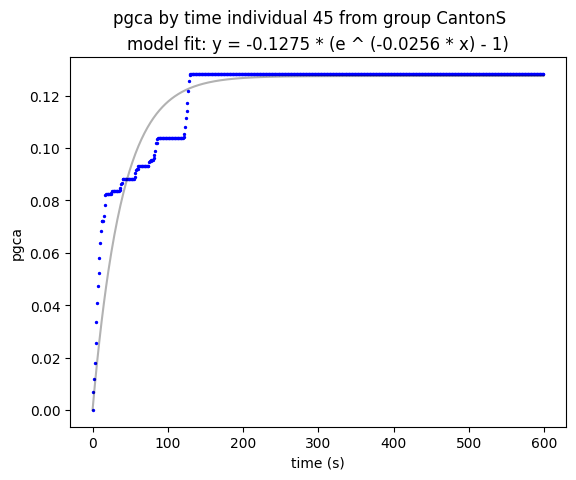 pgca by time individual 45 from group CantonS
model fit: y = -0.1275 * (e ^ (-0.0256 * x) - 1)
0.12
0.10
0.08
0.06
0.04
0.02
0.00
pgca
0 100 200 300 400 500 600
time (s)